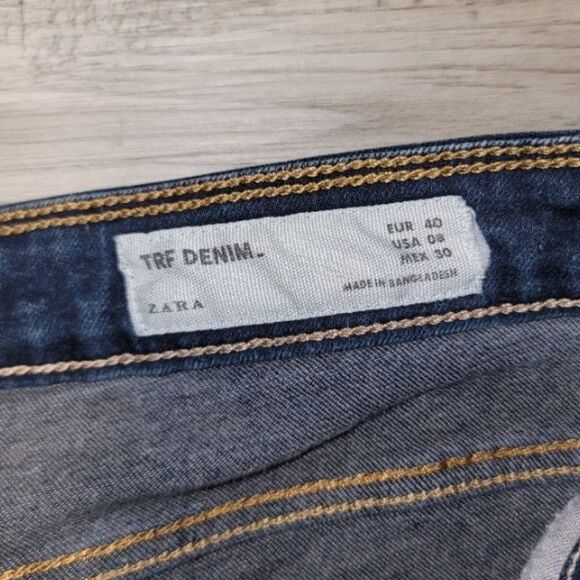 TRF DENIM.
ZARA
EUR 40
USA 08
MEX 30
MADE IN BANGLADESH